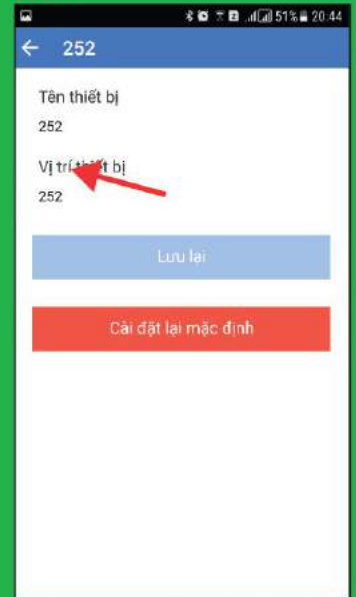 51% 20:44
252
Tên thiết bị
252
Vị trí thiết bị
252
Lưu lại
Cài đặt lại mặc định